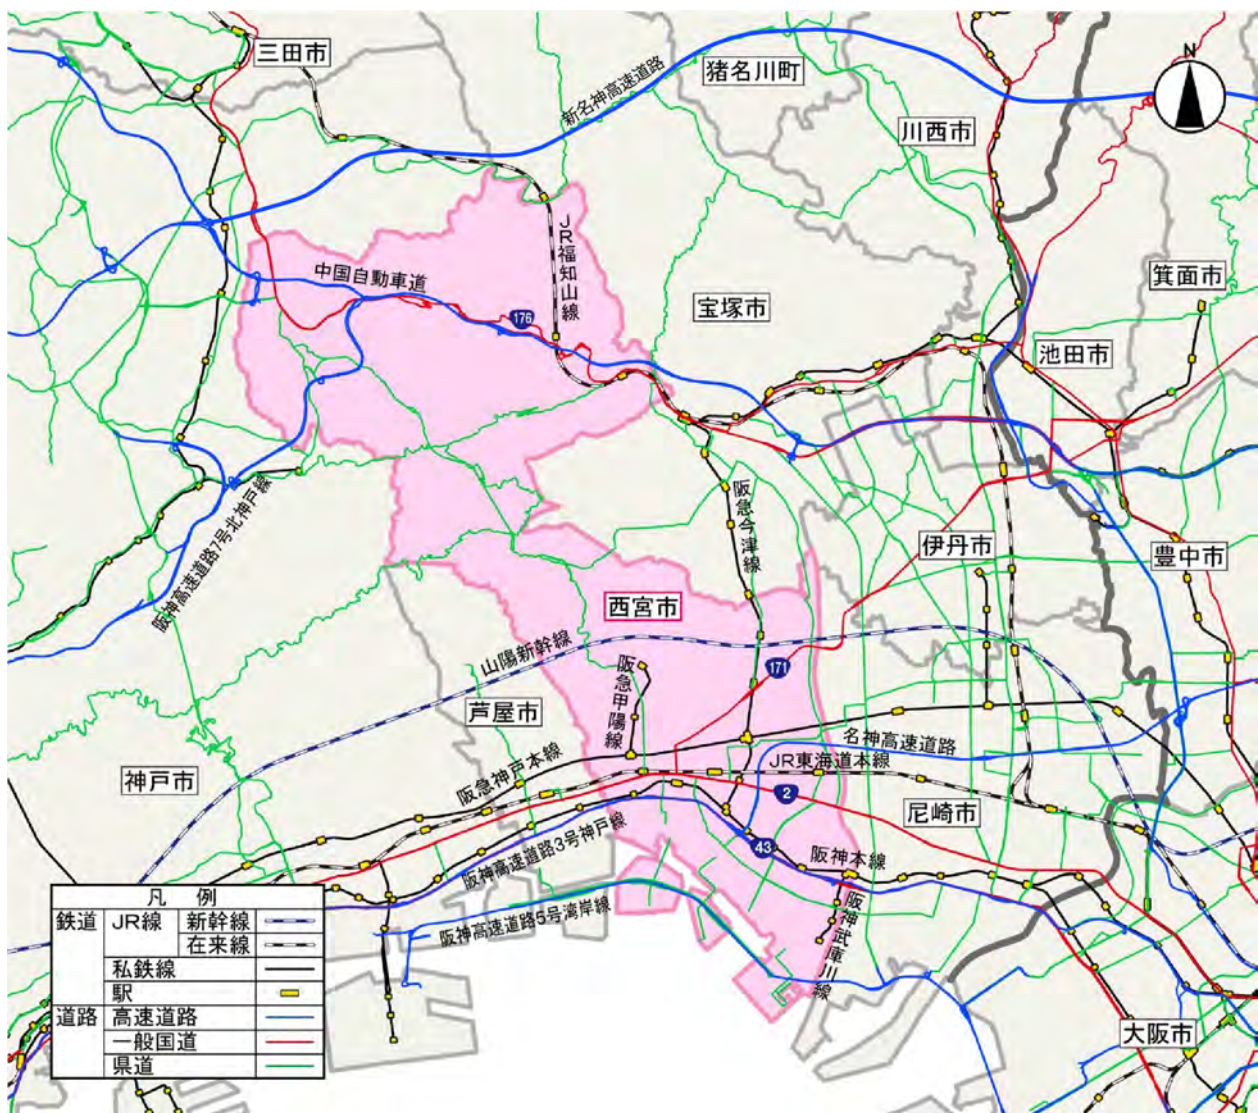 三田市
猪名川町
N
新名神高速道路
川西市
JR福知山線
中国自動車道
箕面市
宝塚市
176
池田市
阪急今津線
阪神高速道路7号北神戸線
伊丹市
豊中市
西宮市
山陽新幹線
阪急甲陽線
171
芦屋市
名神高速道路
JR東海道本線
神戸市
阪急神戸本線
2
尼崎市
阪神高速道路3号神戸線
43
阪神本線
阪神武庫川線
阪神高速道路5号湾岸線
大阪市
凡 例
鉄道 JR線 新幹線
在来線
私鉄線
駅
道路 高速道路
一般国道
県道